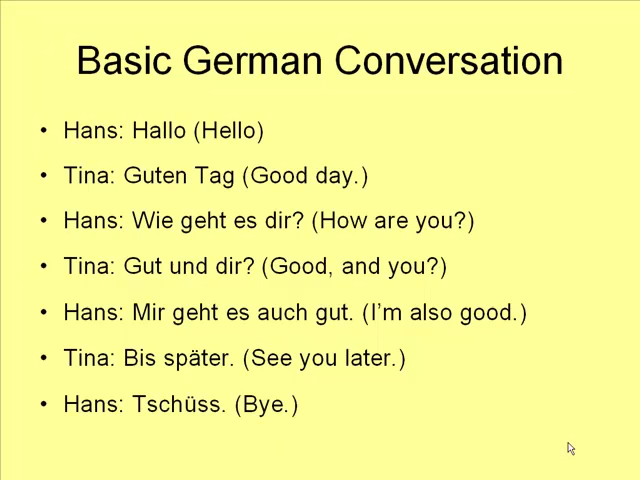 Basic German Conversation
• Hans: Hallo (Hello)
• Tina: Guten Tag (Good day.)
• Hans: Wie geht es dir? (How are you?)
• Tina: Gut und dir? (Good, and you?)
• Hans: Mir geht es auch gut. (I’m also good.)
• Tina: Bis später. (See you later.)
• Hans: Tschüss. (Bye.)